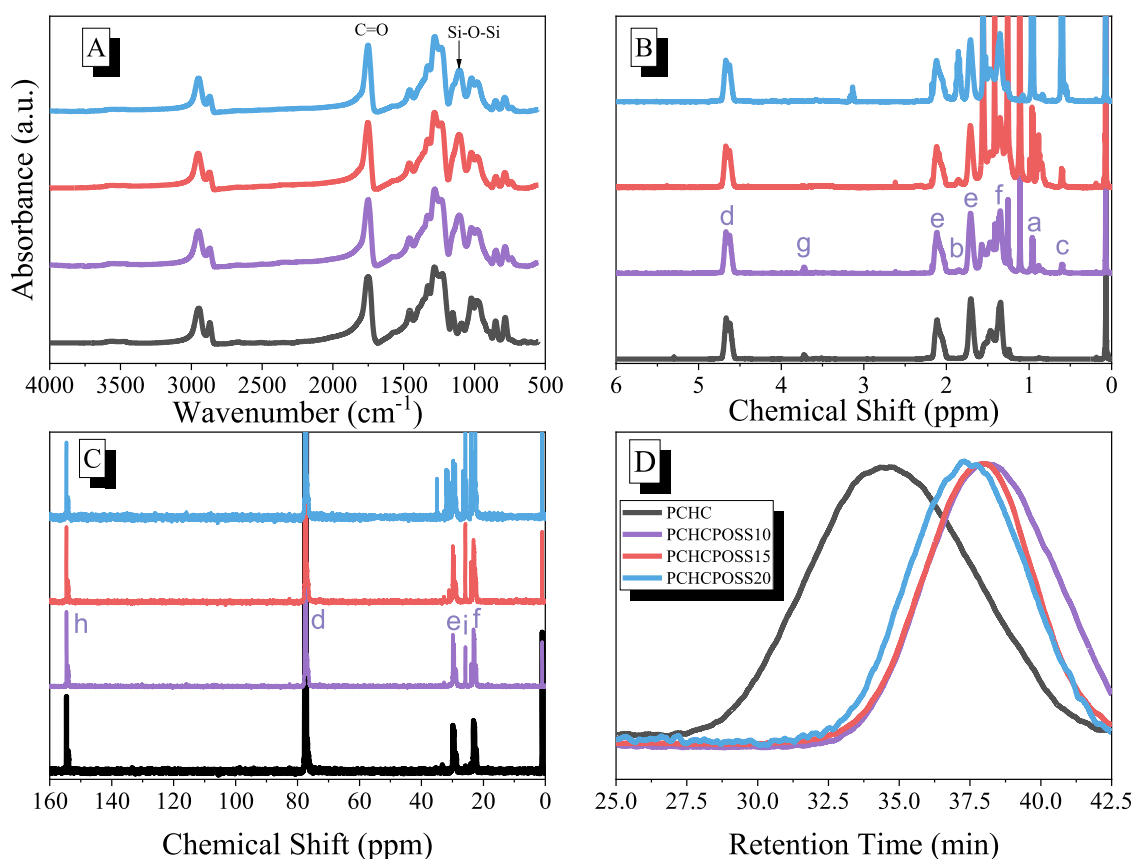 A
C=O
Si-O-Si
Absorbance (a.u.)
4000 3000 2500 2000 1500 1000 500
Wavenumber (cm-1)
B
d
g
e
b
e
f
a
c
6 5 4 3 2 1 0
Chemical Shift (ppm)
C
h
d
e
i
f
160 140 120 100 80 60 40 20 0
Chemical Shift (ppm)
D
PCHC
PCHCPOSS10
PCHCPOSS15
PCHCPOSS20
25.0 27.5 30.0 32.5 35.0 37.5 40.0 42.5
Retention Time (min)